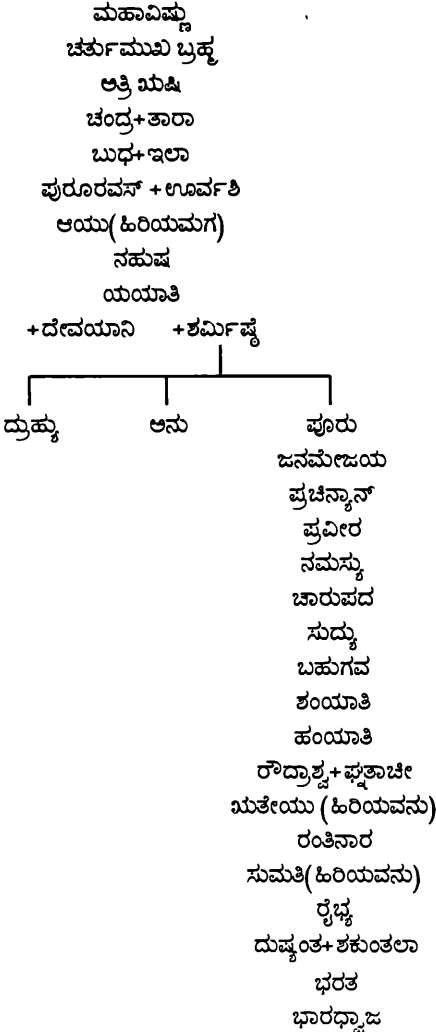 ಮಹಾವಿಷ್ಣು
ಚರ್ತುಮುಖ ಬ್ರಹ್ಮ
ಅತ್ರಿ ಋಷಿ
ಚಂದ್ರ+ತಾರಾ
ಬುಧ+ಇಲಾ
ಪುರೂರವಸ್ +ಊರ್ವಶಿ
ಆಯು(ಹಿರಿಯಮಗ)
ನಹುಷ
ಯಯಾತಿ
+ದೇವಯಾನಿ +ಶರ್ಮಿಷ್ಠೆ
ದ್ರುಹ್ಯು ಅನು ಪೂರು
ಜನಮೇಜಯ
ಪ್ರಚಿನ್ಯಾನ್
ಪ್ರವೀರ
ನಮಸ್ಯು
ಚಾರುಪದ
ಸುದ್ಯು
ಬಹುಗವ
ಶಂಯಾತಿ
ಹಂಯಾತಿ
ರೌದ್ರಾಶ್ವ+ಘೃತಾಚೀ
ಋತೇಯು (ಹಿರಿಯವನು)
ರಂತಿನಾರ
ಸುಮತಿ(ಹಿರಿಯವನು)
ರೈಭ್ಯ
ದುಷ್ಯಂತ+ಶಕುಂತಲಾ
ಭರತ
ಭಾರಧ್ವಾಜ